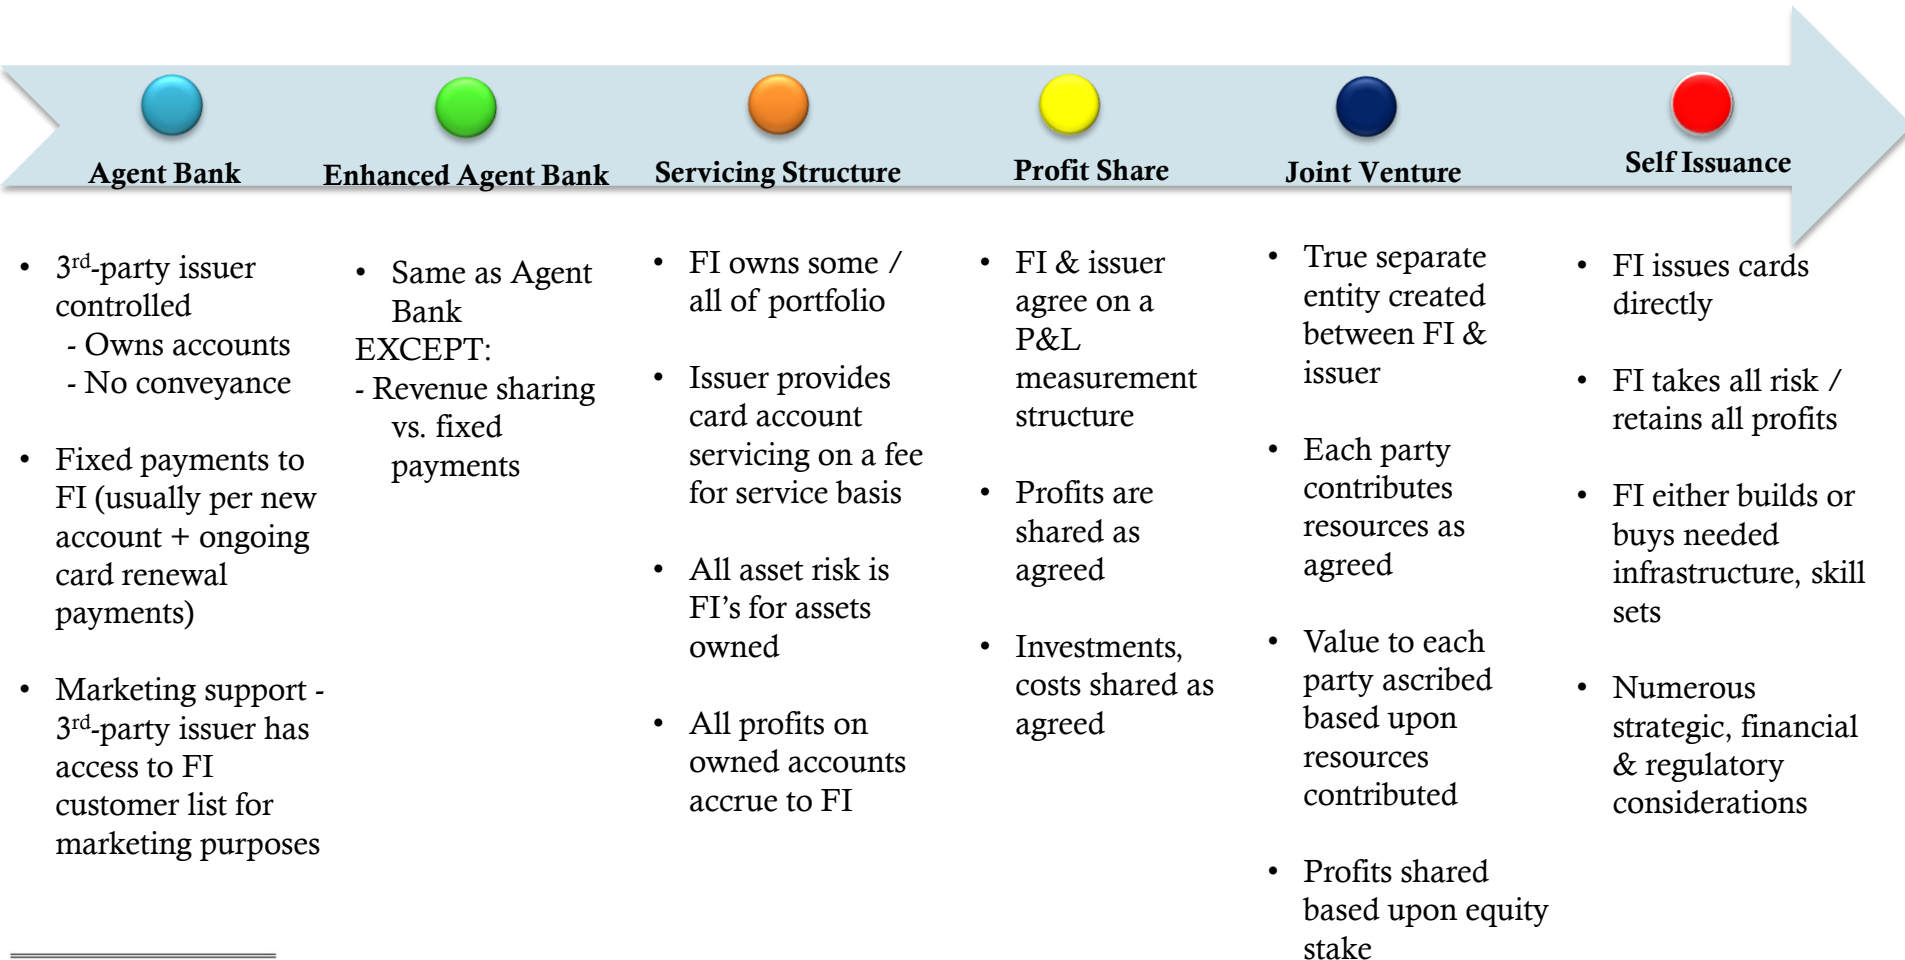 Agent Bank
Enhanced Agent Bank
Servicing Structure
Profit Share
Joint Venture
Self Issuance
• 3rd-party issuer
controlled
- Owns accounts
- No conveyance
• Fixed payments to
FI (usually per new
account + ongoing
card renewal
payments)
• Marketing support -
3rd-party issuer has
access to FI
customer list for
marketing purposes
• Same as Agent
Bank
EXCEPT:
- Revenue sharing
vs. fixed
payments
• FI owns some /
all of portfolio
• Issuer provides
card account
servicing on a fee
for service basis
• All asset risk is
FI’s for assets
owned
• All profits on
owned accounts
accrue to FI
• FI & issuer
agree on a
P&L
measurement
structure
• Profits are
shared as
agreed
• Investments,
costs shared as
agreed
• True separate
entity created
between FI &
issuer
• Each party
contributes
resources as
agreed
• Value to each
party ascribed
based upon
resources
contributed
• Profits shared
based upon equity
stake
• FI issues cards
directly
• FI takes all risk /
retains all profits
• FI either builds or
buys needed
infrastructure, skill
sets
• Numerous
strategic, financial
& regulatory
considerations